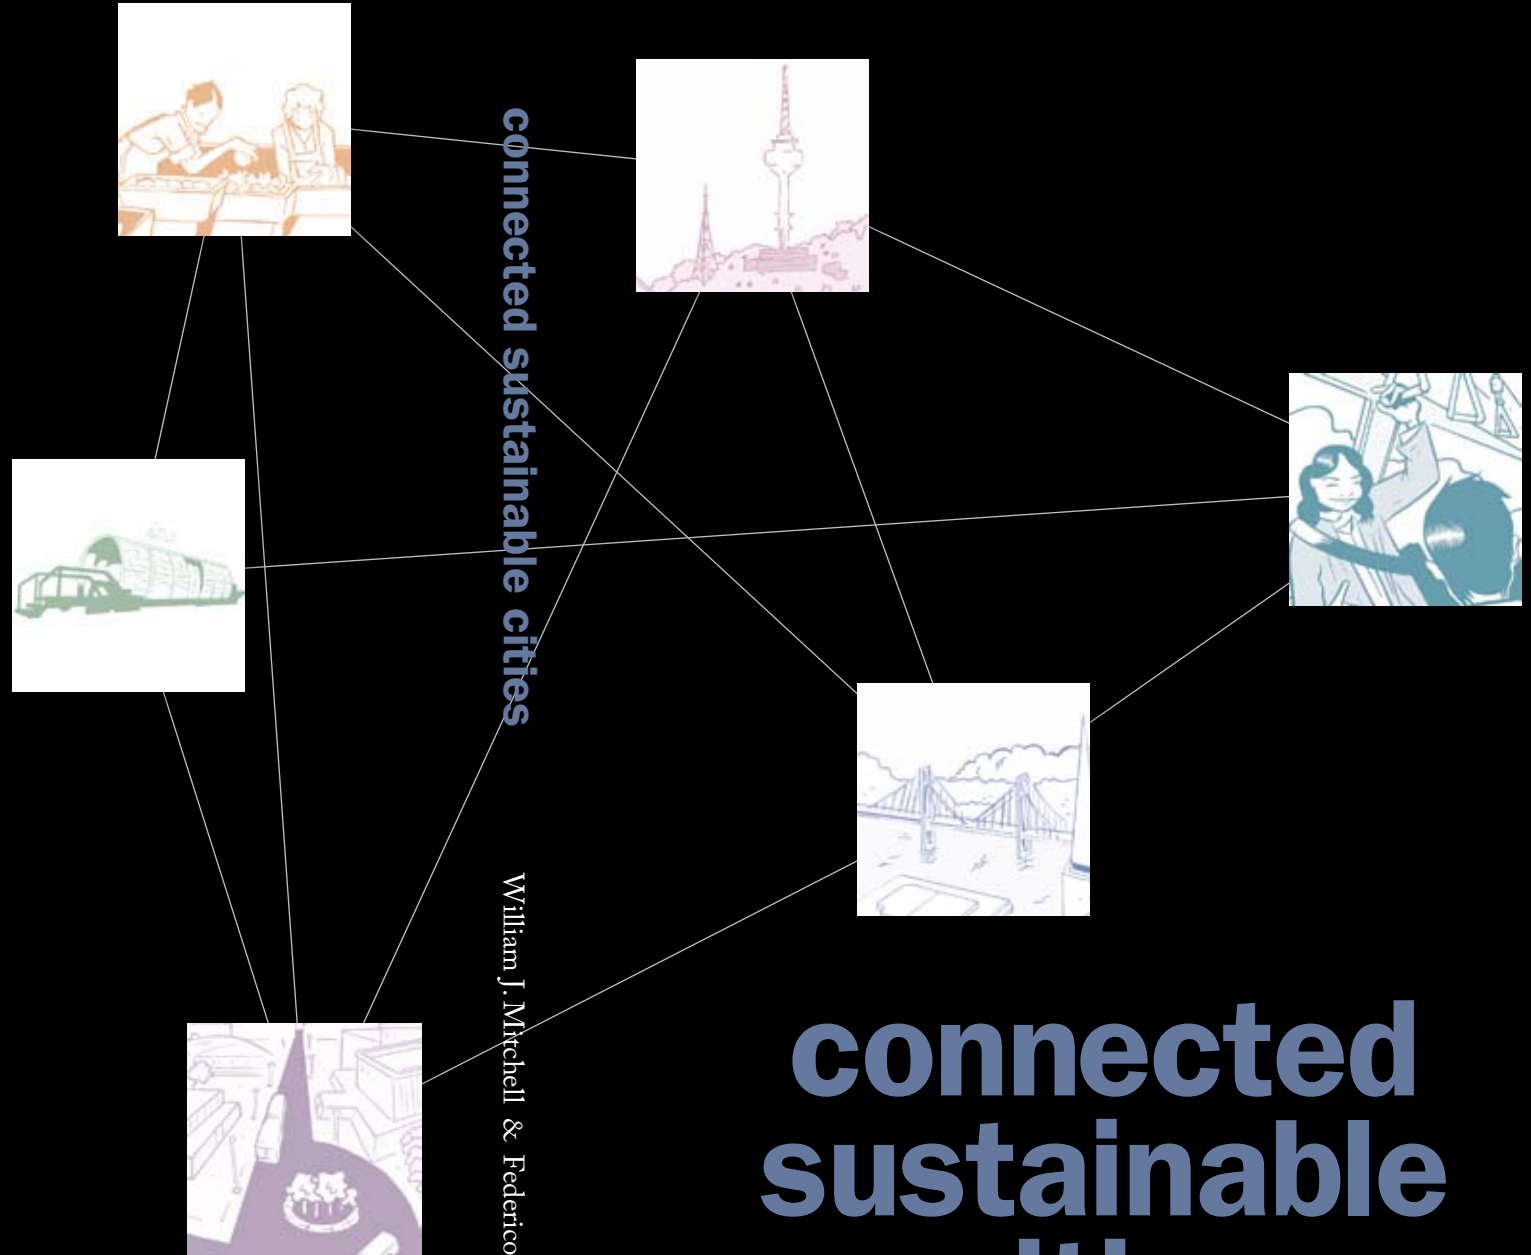 connected sustainable cities
William J. Mitchell & Federico
connected
sustainable